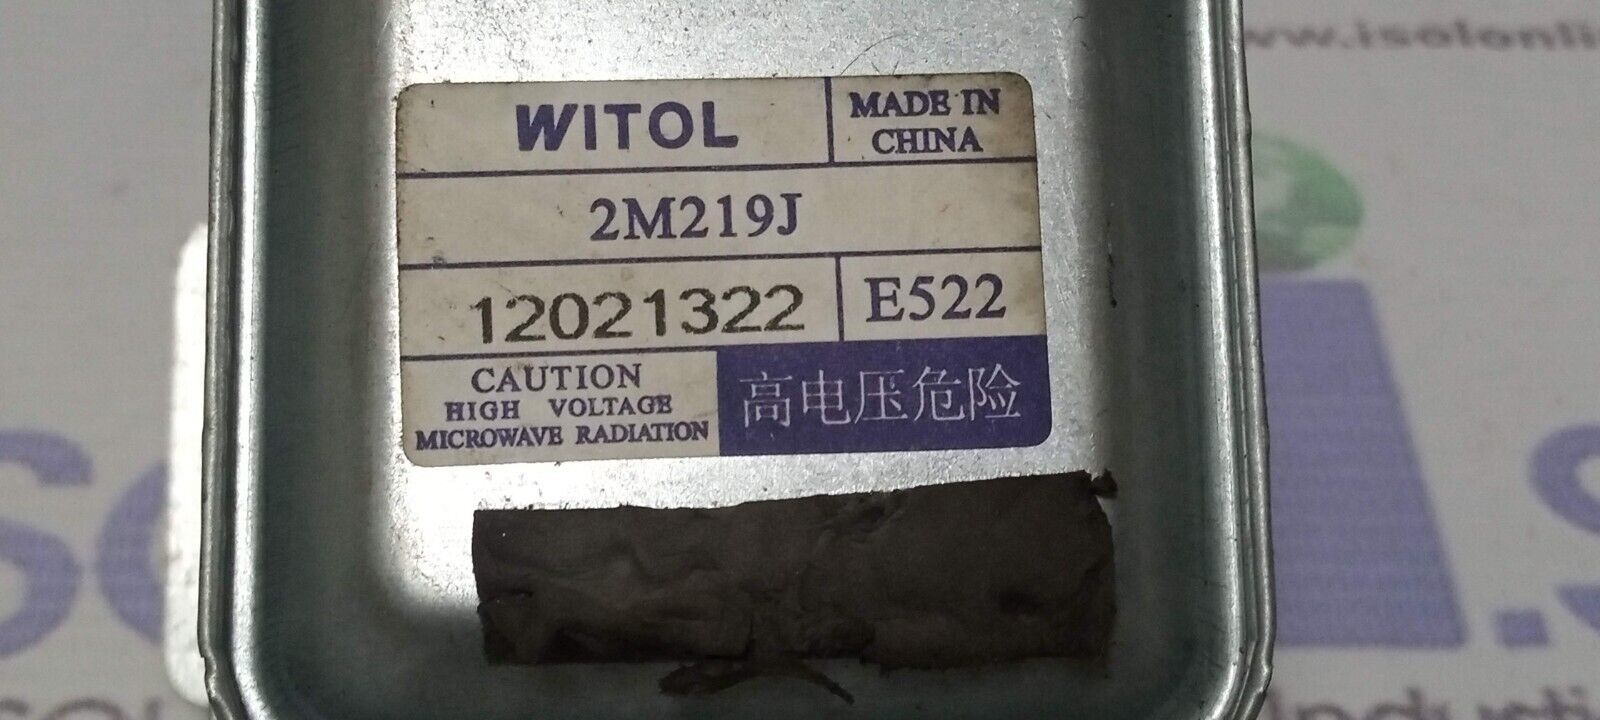 WITOL
MADE IN
CHINA
2M219J
12021322
E522
CAUTION
HIGH VOLTAGE
MICROWAVE RADIATION
高电压危险